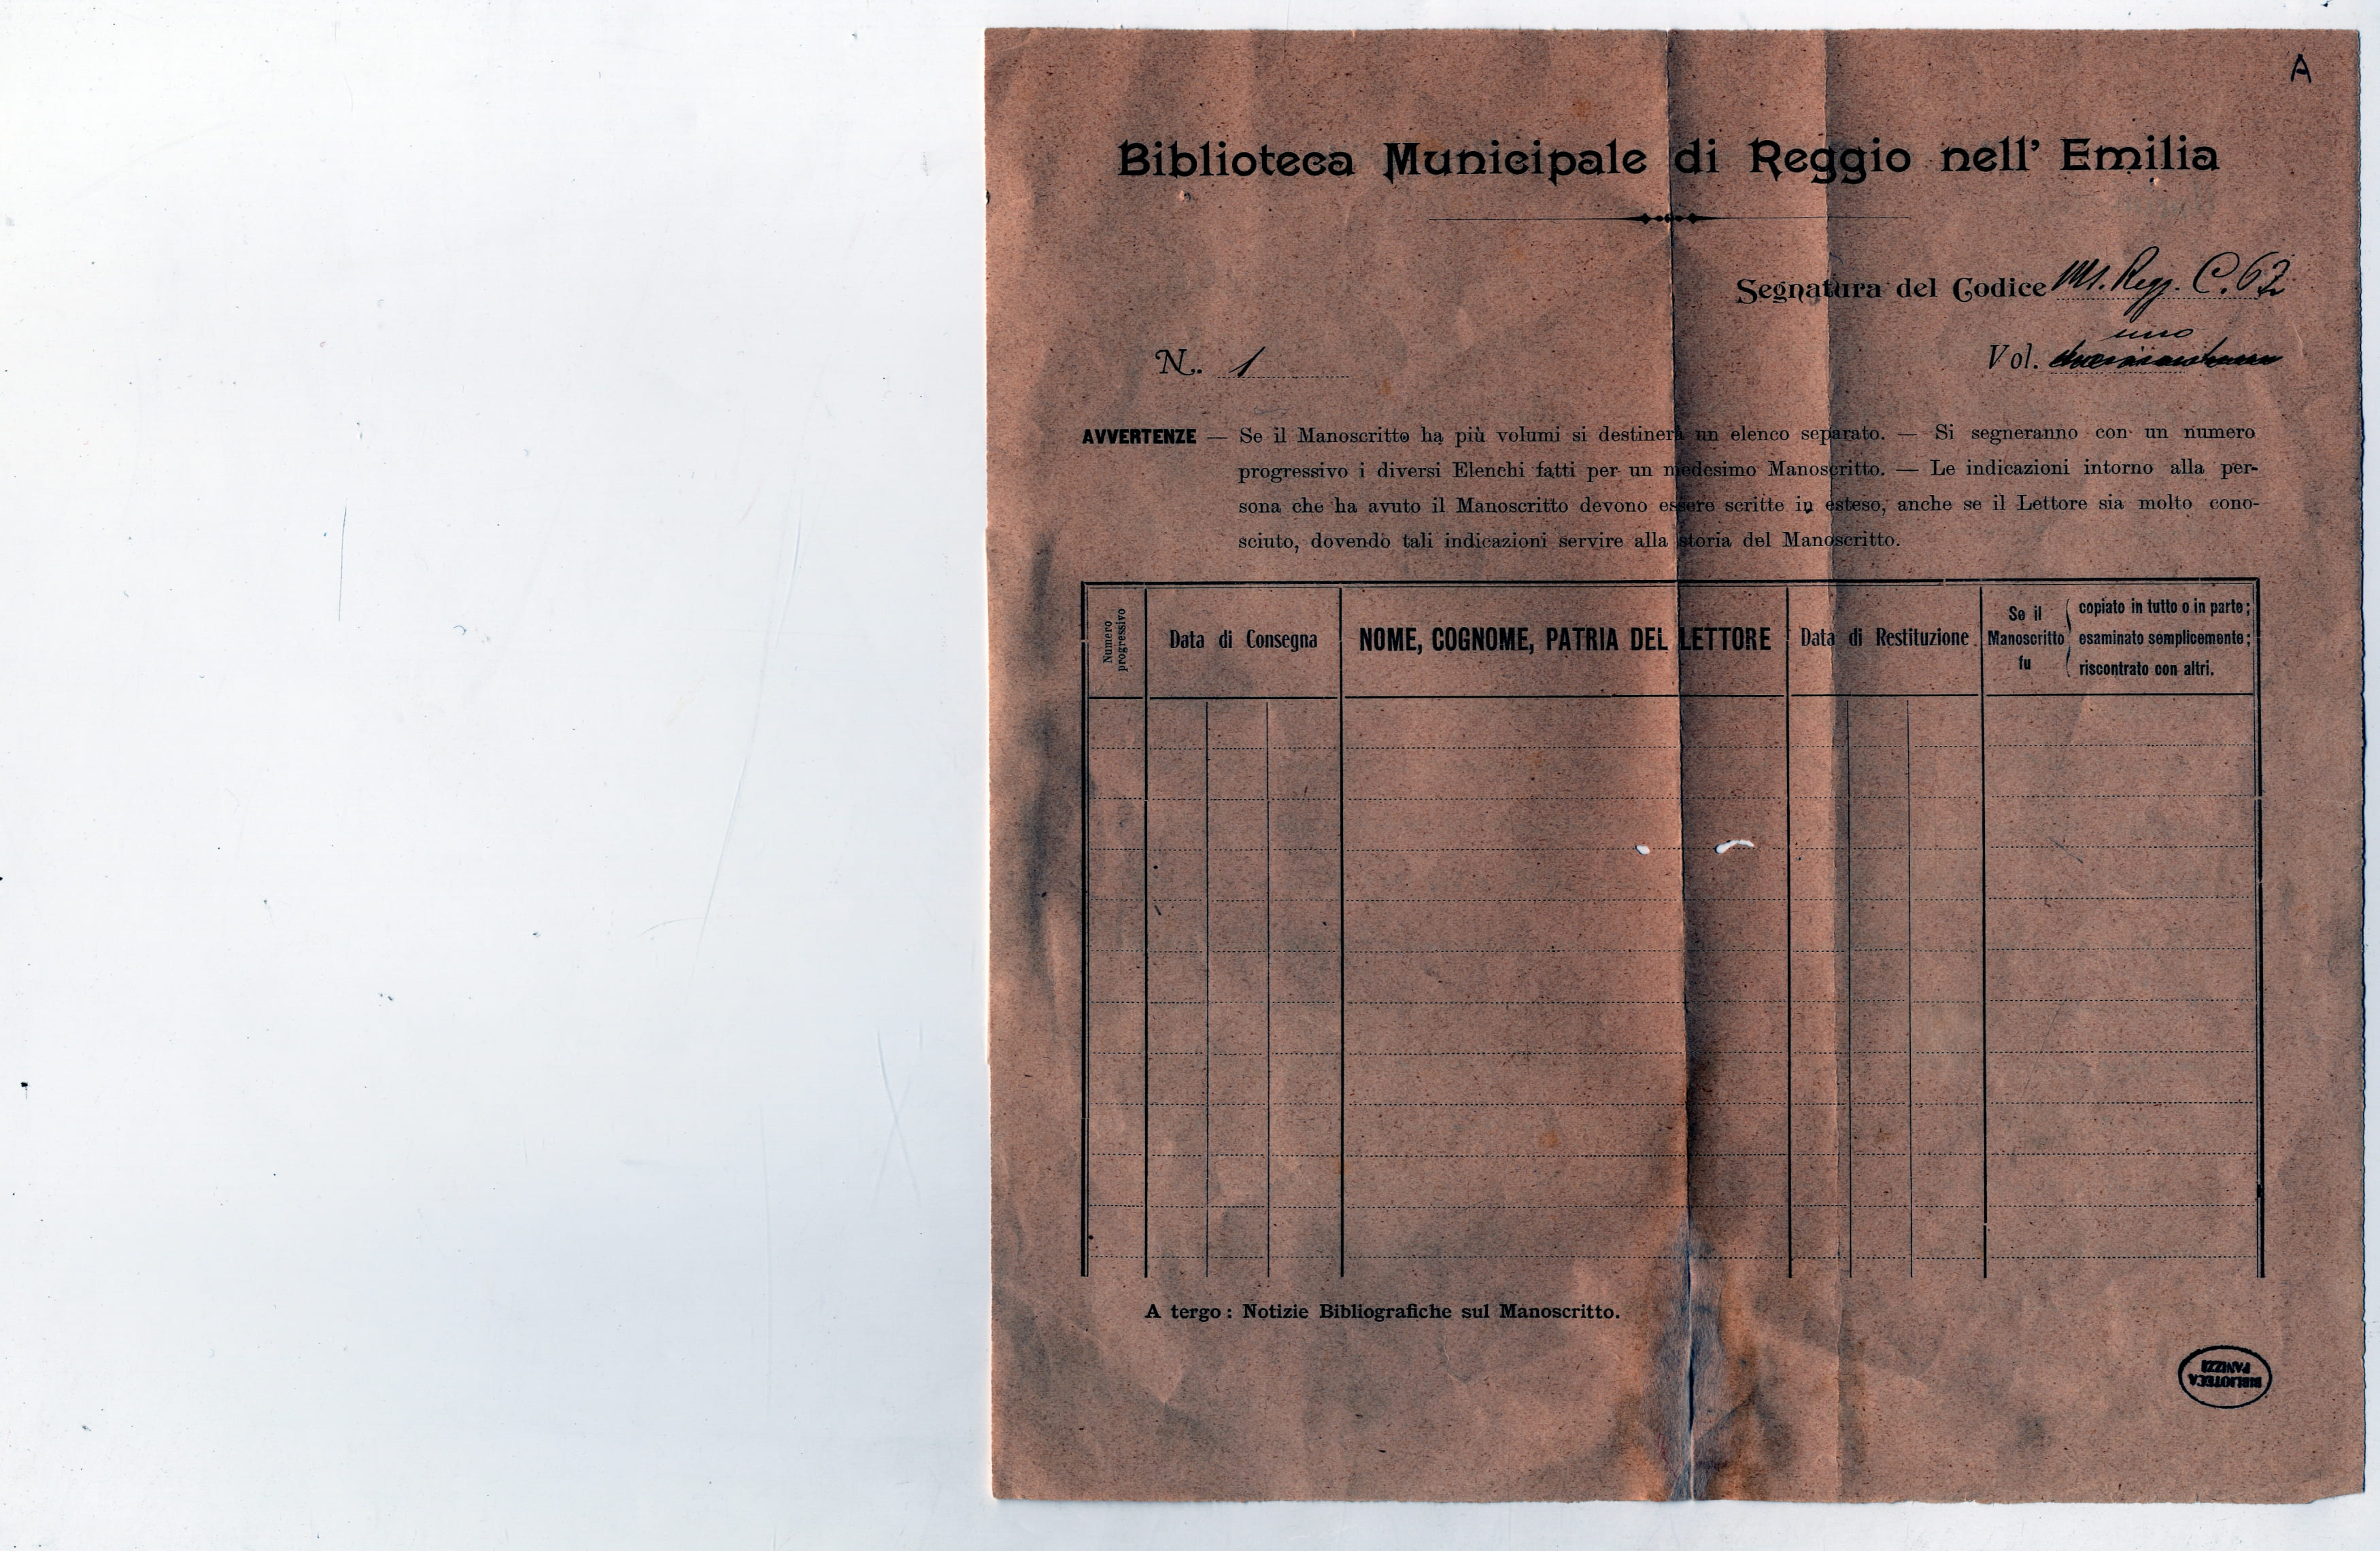 A
Biblioteca Municipale di Reggio nell' Emilia
Segnatura del Codice Ms. Regg. C. 62
uno
N. 1 Vol.
AVVERTENZE — Se il Manoscritto ha più volumi si destinerà un elenco separato. — Si segneranno con un numero
progressivo i diversi Elenchi fatti per un medesimo Manoscritto. — Le indicazioni intorno alla per-
sona che ha avuto il Manoscritto devono essere scritte in esteso, anche se il Lettore sia molto cono-
sciuto, dovendo tali indicazioni servire alla storia del Manoscritto.
Numero
progressivo
Data di Consegna
NOME, COGNOME, PATRIA DEL LETTORE
Data di Restituzione
Se il
Manoscritto
fu
copiato in tutto o in parte;
esaminato semplicemente;
riscontrato con altri.
A tergo: Notizie Bibliografiche sul Manoscritto.
BIBLIOTECA
PANIZZI